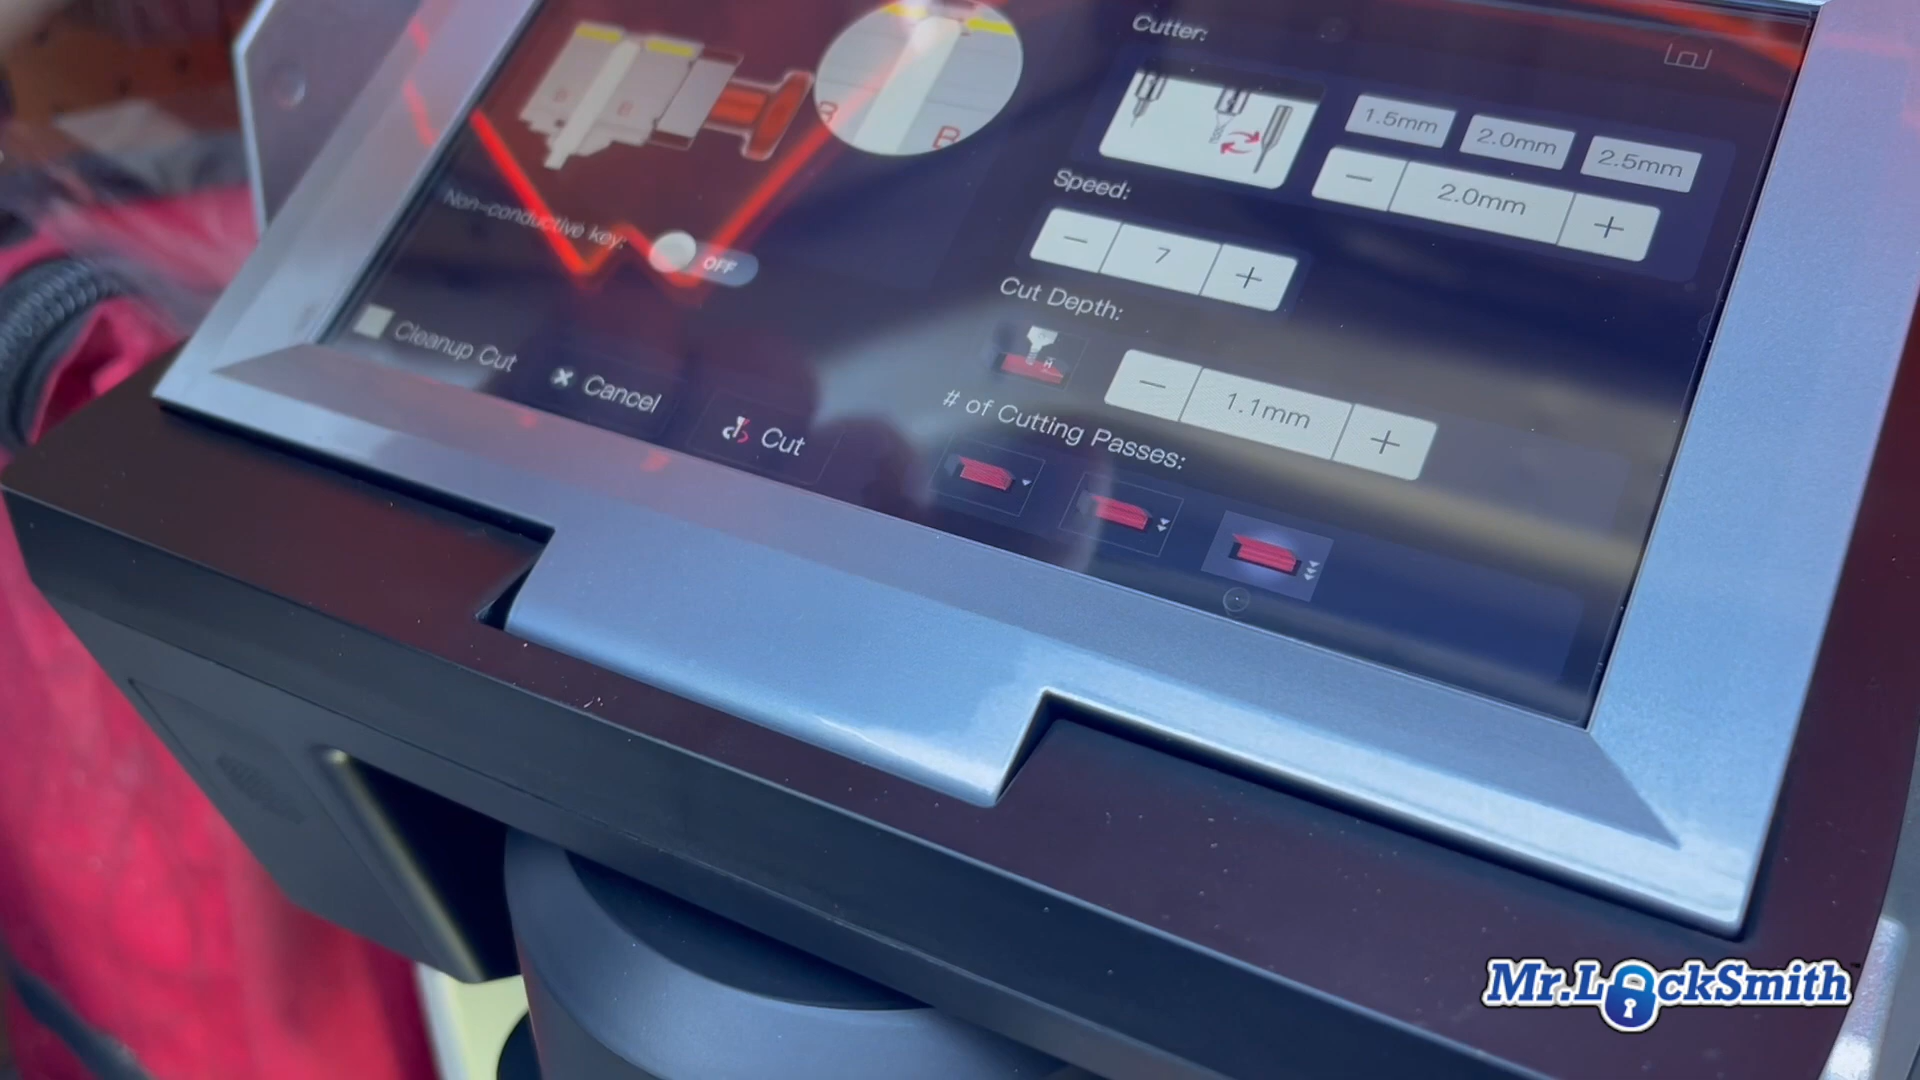 Cutter:
1.5mm
2.0mm
2.5mm
− 2.0mm +
Speed:
− 7 +
Non-conductive key: OFF
Cut Depth:
H
− 1.1mm +
Cleanup Cut
× Cancel
Cut
# of Cutting Passes:
B
B
B
B
Mr.LockSmith™